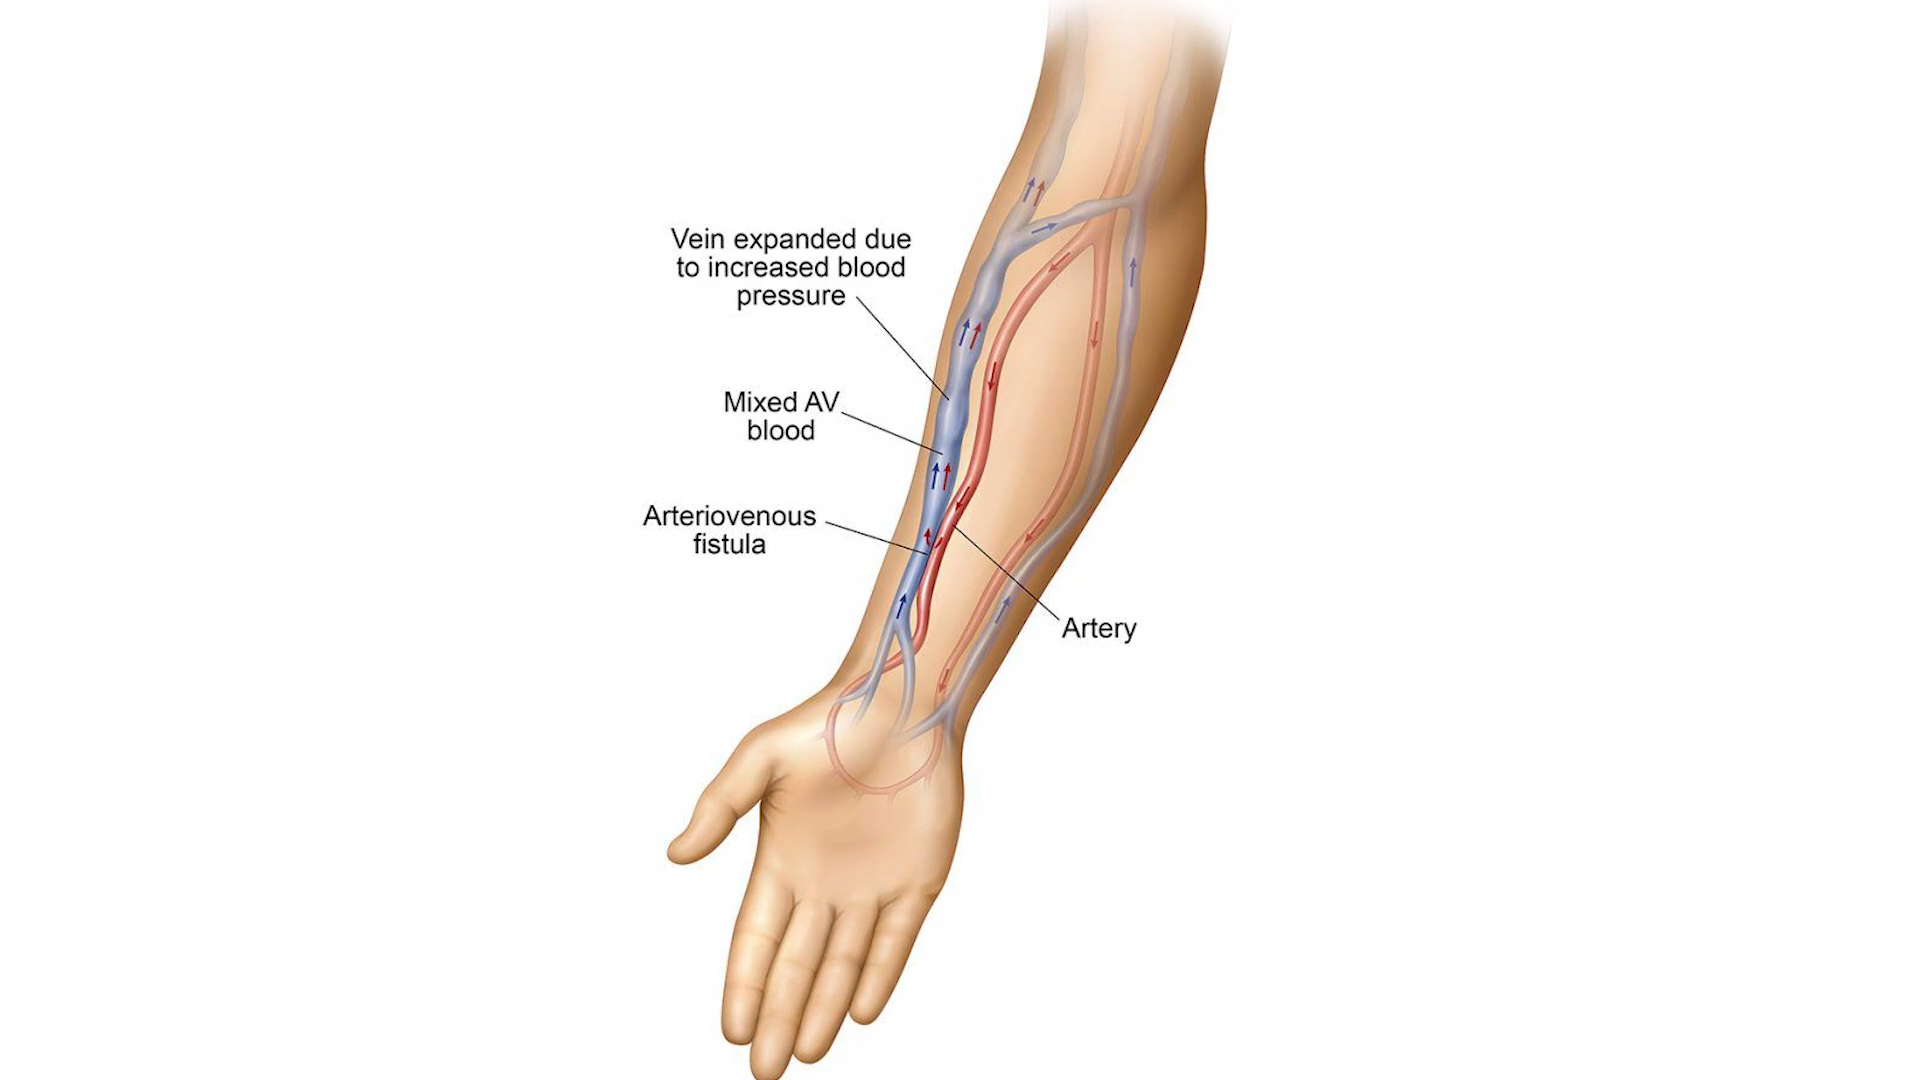 Vein expanded due
to increased blood
pressure
Mixed AV
blood
Arteriovenous
fistula
Artery